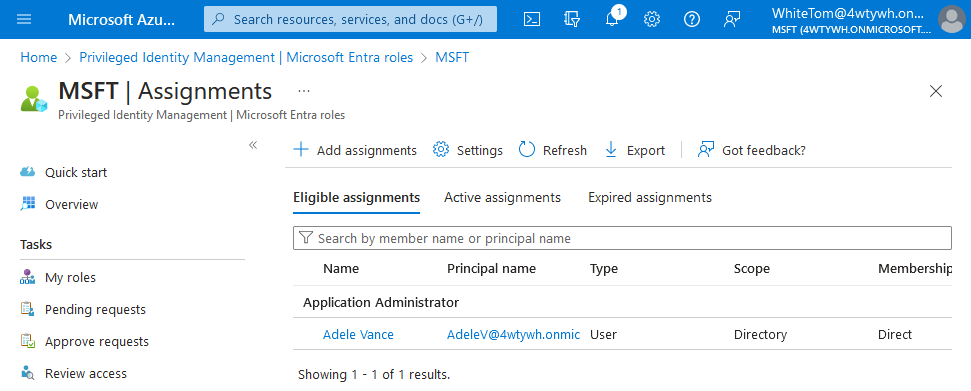 Microsoft Azu...
Search resources, services, and docs (G+/)
1
WhiteTom@4wtywh.on...
MSFT (4WTYWH.ONMICROSOFT....
Home > Privileged Identity Management | Microsoft Entra roles > MSFT
MSFT | Assignments ...
Privileged Identity Management | Microsoft Entra roles
Quick start
Overview
Tasks
My roles
Pending requests
Approve requests
Review access
Add assignments Settings Refresh Export Got feedback?
Eligible assignments Active assignments Expired assignments
Search by member name or principal name
Name Principal name Type Scope Membership
Application Administrator
Adele Vance AdeleV@4wtywh.onmic User Directory Direct
Showing 1 - 1 of 1 results.